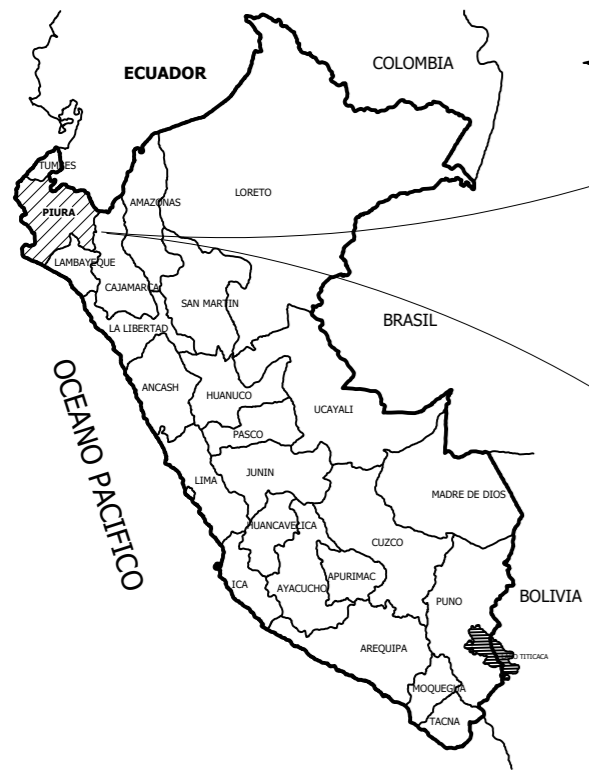 COLOMBIA
ECUADOR
TUMBES
LORETO
AMAZONAS
PIURA
LAMBAYEQUE
CAJAMARCA
SAN MARTIN
BRASIL
LA LIBERTAD
ANCASH
HUANUCO
UCAYALI
OCEANO PACIFICO
PASCO
JUNIN
LIMA
MADRE DE DIOS
HUANCAVELICA
CUZCO
ICA
AYACUCHO
APURIMAC
PUNO
BOLIVIA
AREQUIPA
TITICACA
MOQUEGUA
TACNA